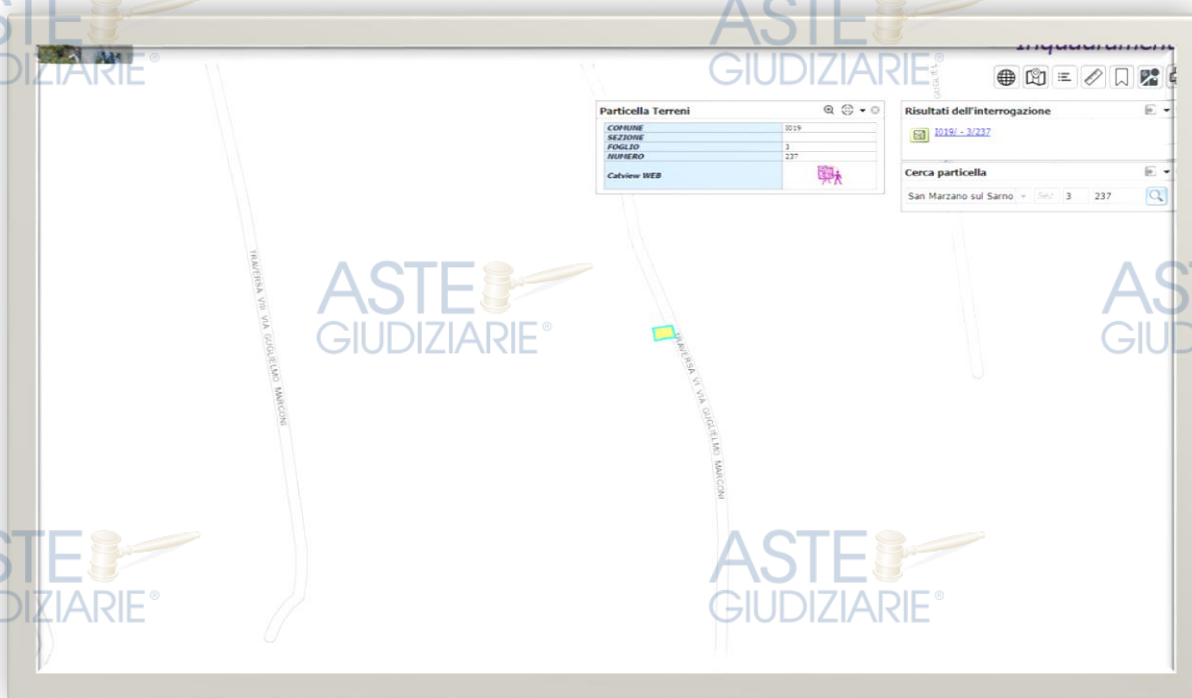 ASTE
GIUDIZIARIE®
ASTE
GIUDIZIARIE®
Particella Terreni
COMUNE I019
SEZIONE
FOGLIO 3
NUMERO 237
Catview WEB
Risultati dell'interrogazione
I019/ - 3/237
Cerca particella
San Marzano sul Sarno Sez 3 237
TRAVERSA VIII VIA GUGLIELMO MARCONI
TRAVERSA VI VIA GUGLIELMO MARCONI
ASTE
GIUDIZIARIE®
ASTE
GIUDIZIARIE®
ASTE
GIUDIZIARIE®